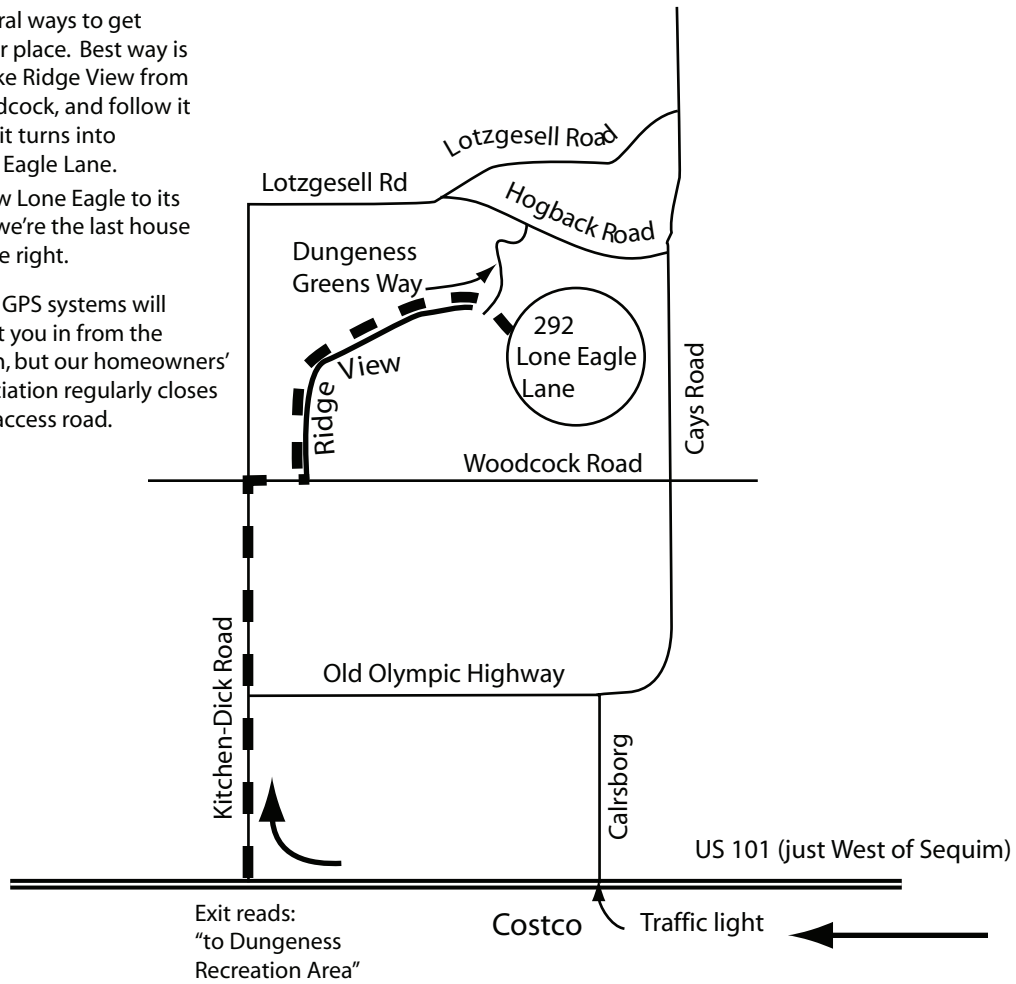 ral ways to get
r place. Best way is
ke Ridge View from
dcock, and follow it
it turns into
Eagle Lane.
w Lone Eagle to its
we're the last house
e right.
GPS systems will
t you in from the
n, but our homeowners'
iation regularly closes
access road.
Lotzgesell Road
Lotzgesell Rd
Hogback Road
Dungeness
Greens Way
292
Lone Eagle
Lane
Ridge View
Cays Road
Woodcock Road
Kitchen-Dick Road
Old Olympic Highway
Calrsborg
US 101 (just West of Sequim)
Exit reads:
“to Dungeness
Recreation Area”
Costco
Traffic light